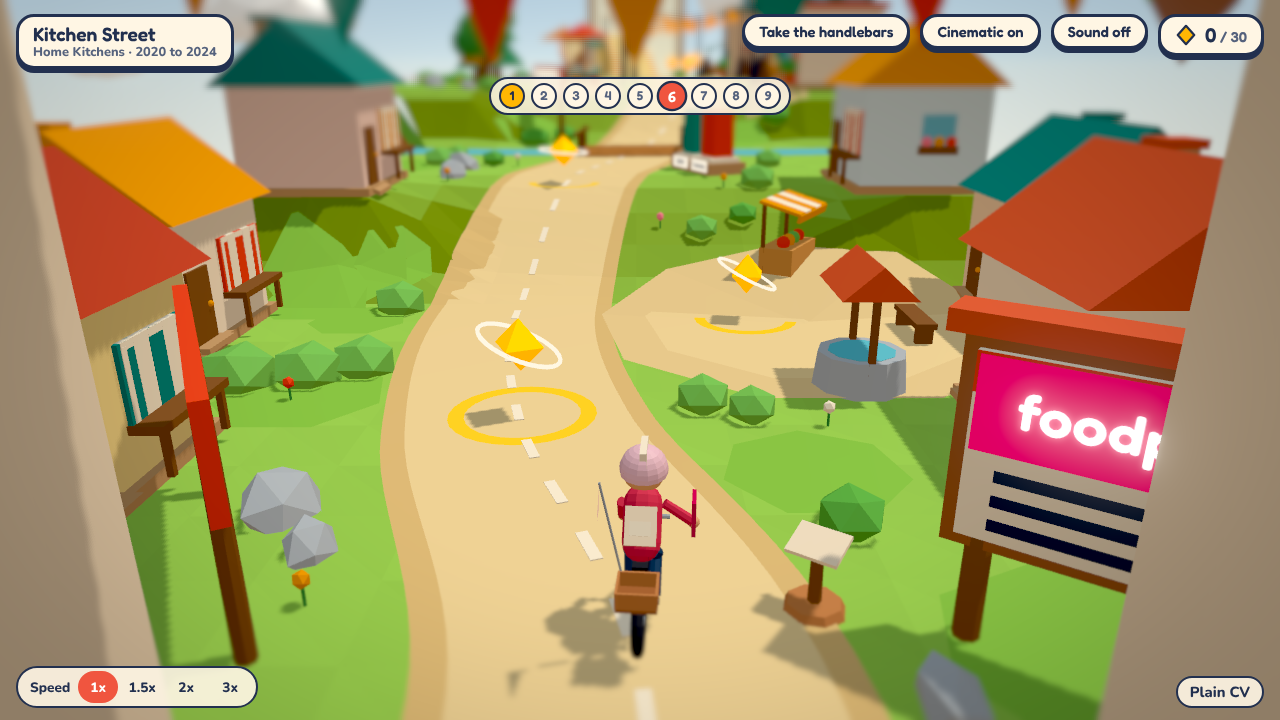 Kitchen Street
Home Kitchens · 2020 to 2024
Take the handlebars
Cinematic on
Sound off
0 / 30
1 2 3 4 5 6 7 8 9
foodp
Speed 1x 1.5x 2x 3x
Plain CV